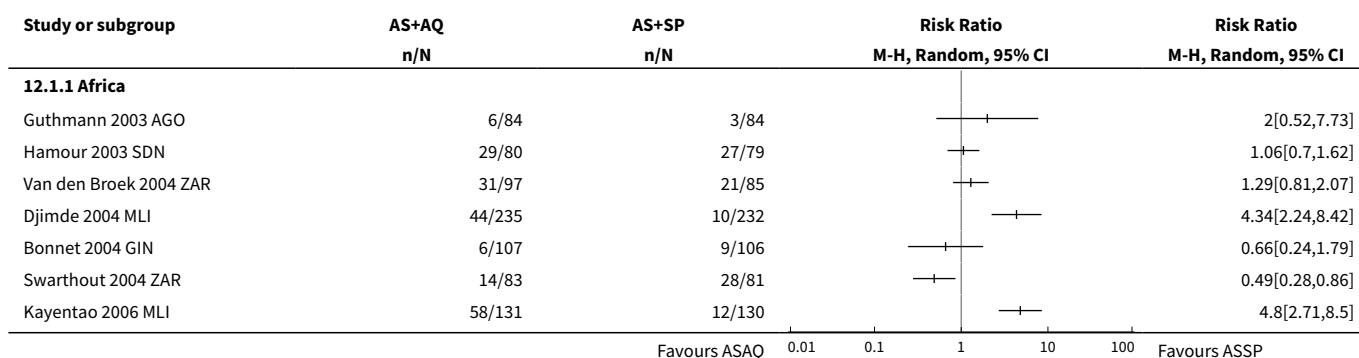 Study or subgroup AS+AQ AS+SP Risk Ratio Risk Ratio
n/N n/N M-H, Random, 95% CI M-H, Random, 95% CI
12.1.1 Africa
Guthmann 2003 AGO 6/84 3/84 2[0.52,7.73]
Hamour 2003 SDN 29/80 27/79 1.06[0.7,1.62]
Van den Broek 2004 ZAR 31/97 21/85 1.29[0.81,2.07]
Djimde 2004 MLI 44/235 10/232 4.34[2.24,8.42]
Bonnet 2004 GIN 6/107 9/106 0.66[0.24,1.79]
Swarthout 2004 ZAR 14/83 28/81 0.49[0.28,0.86]
Kayentao 2006 MLI 58/131 12/130 4.8[2.71,8.5]
Favours ASAQ 0.01 0.1 1 10 100 Favours ASSP